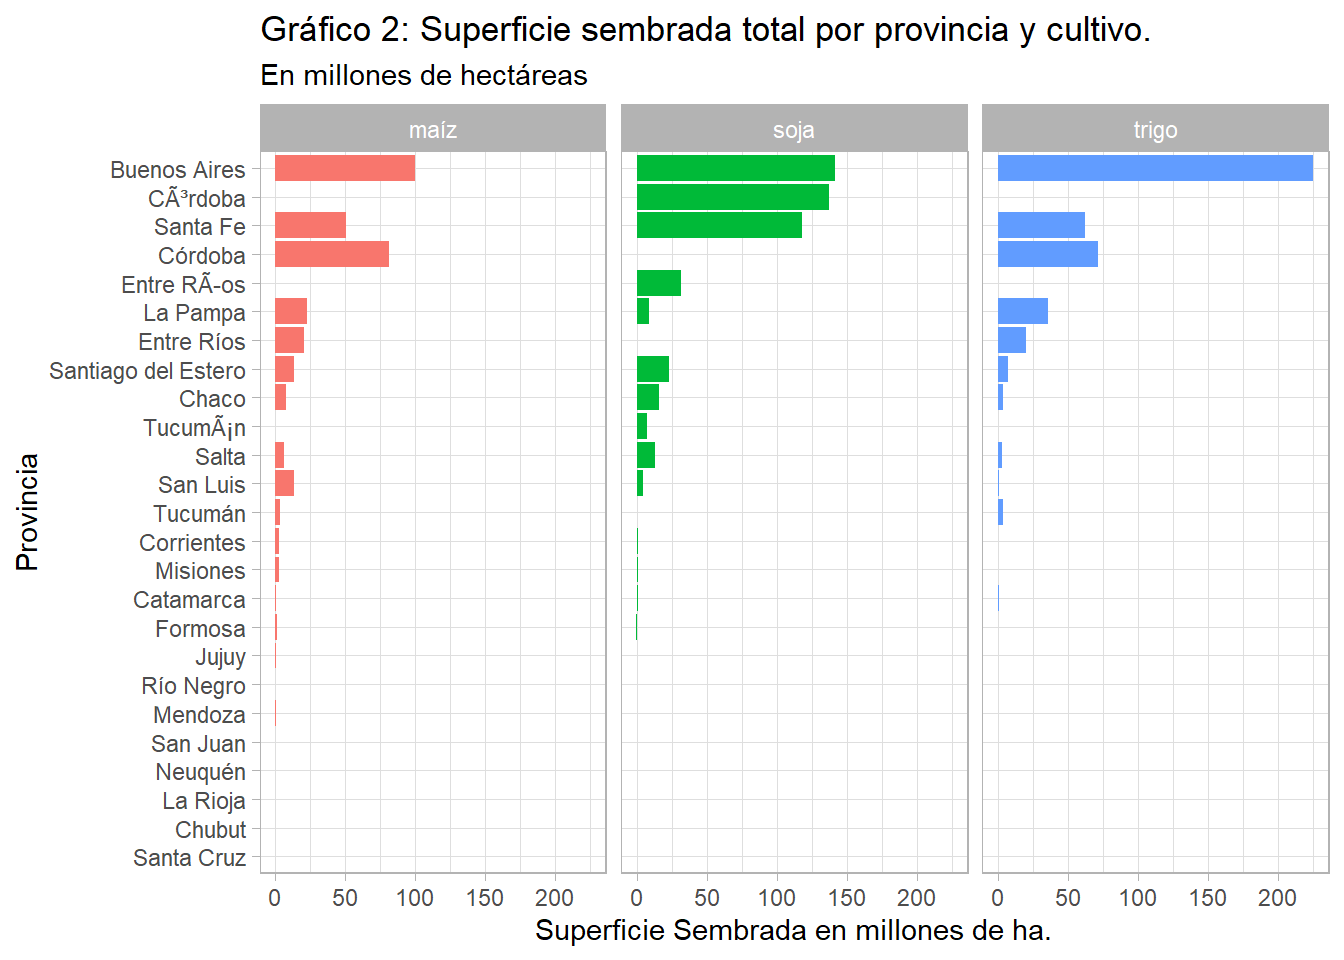 Gráfico 2: Superficie sembrada total por provincia y cultivo.
En millones de hectáreas
maíz
soja
trigo
Provincia
Buenos Aires
CÃ³rdoba
Santa Fe
Córdoba
Entre RÃ-os
La Pampa
Entre Ríos
Santiago del Estero
Chaco
TucumÃ¡n
Salta
San Luis
Tucumán
Corrientes
Misiones
Catamarca
Formosa
Jujuy
Río Negro
Mendoza
San Juan
Neuquén
La Rioja
Chubut
Santa Cruz
0 50 100 150 200
0 50 100 150 200
0 50 100 150 200
Superficie Sembrada en millones de ha.